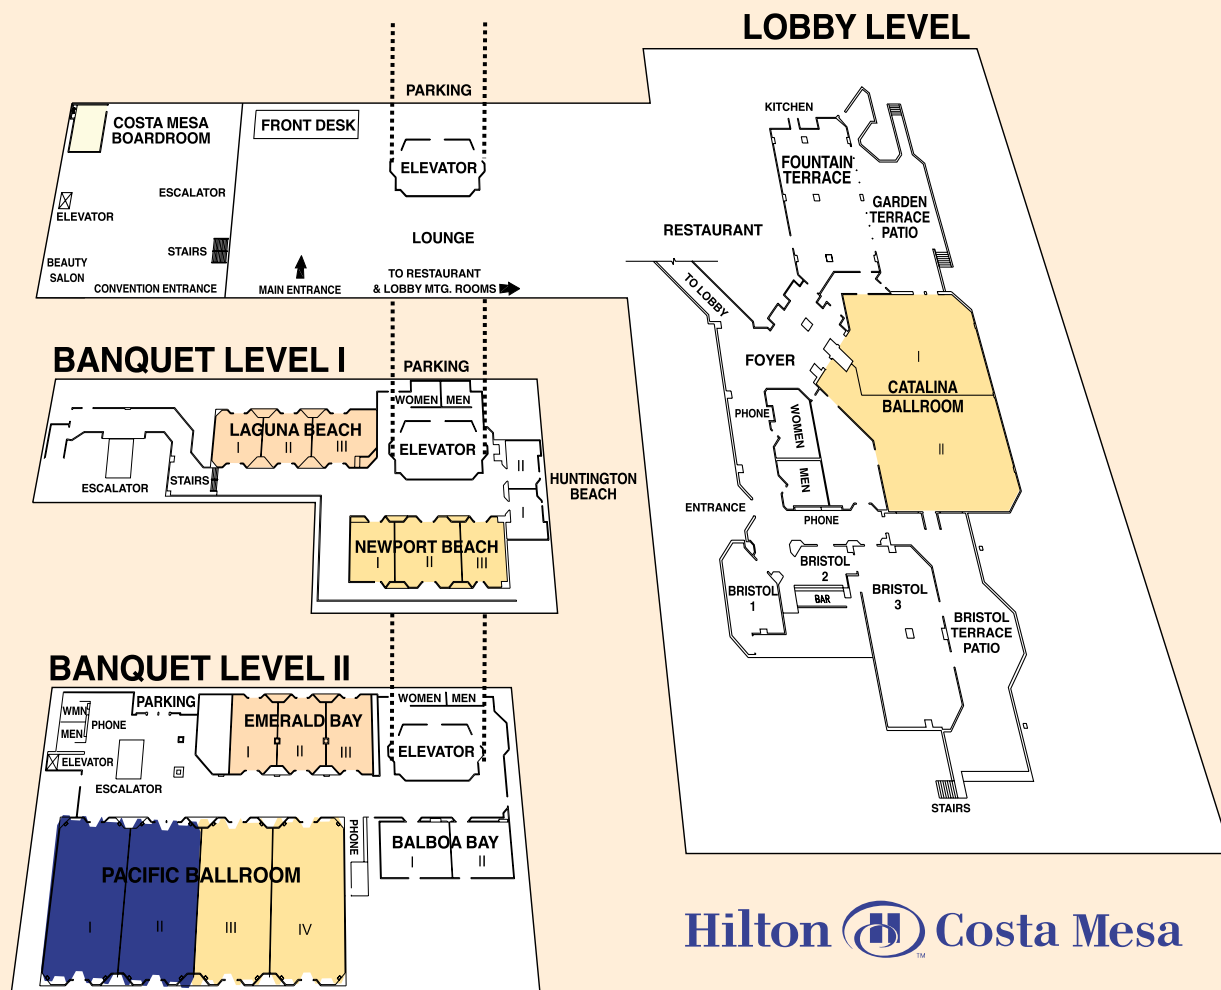 LOBBY LEVEL
PARKING
COSTA MESA
BOARDROOM
FRONT DESK
ELEVATOR
ESCALATOR
ELEVATOR
STAIRS
LOUNGE
BEAUTY
SALON
CONVENTION ENTRANCE
MAIN ENTRANCE
TO RESTAURANT
& LOBBY MTG. ROOMS
KITCHEN
FOUNTAIN
TERRACE
GARDEN
TERRACE
PATIO
RESTAURANT
TO LOBBY
FOYER
I
CATALINA
BALLROOM
II
PHONE
WOMEN
MEN
ENTRANCE
PHONE
BRISTOL
1
BRISTOL
2
BAR
BRISTOL
3
BRISTOL
TERRACE
PATIO
STAIRS
BANQUET LEVEL I
PARKING
WOMEN
MEN
LAGUNA BEACH
I
II
III
ELEVATOR
ESCALATOR
STAIRS
II
I
HUNTINGTON
BEACH
NEWPORT BEACH
I
II
III
BANQUET LEVEL II
PARKING
WMN
MEN
PHONE
ELEVATOR
ESCALATOR
EMERALD BAY
I
II
III
WOMEN
MEN
ELEVATOR
PHONE
BALBOA BAY
I
II
PACIFIC BALLROOM
I
II
III
IV
Hilton Costa Mesa
TM